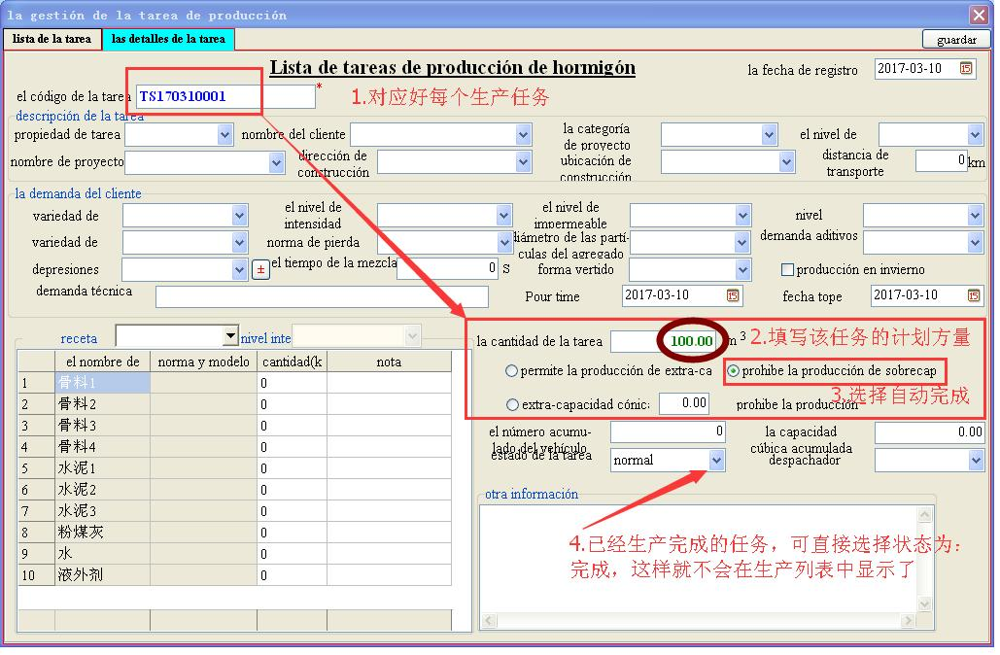 la gestión de la tarea de producción
lista de la tarea
las detalles de la tarea
guardar
Lista de tareas de producción de hormigón
la fecha de registro
2017-03-10
15
el código de la tarea
TS170310001
*
1.对应好每个生产任务
descripción de la tarea
propiedad de tarea
nombre del cliente
la categoría
de proyecto
el nivel de
nombre de proyecto
dirección de
construcción
ubicación de
construcción
distancia de
transporte
0
km
la demanda del cliente
variedad de
el nivel de
intensidad
el nivel de
impermeable
nivel
variedad de
norma de pierda
diámetro de las partí-
culas del agregado
demanda aditivos
depresiones
±
el tiempo de la mezcla
0
S
forma vertido
producción en invierno
demanda técnica
Pour time
2017-03-10
15
fecha tope
2017-03-10
15
receta
nivel inte
la cantidad de la tarea
100.00
m
3
2.填写该任务的计划方量
permite la producción de extra-ca
prohibe la producción de sobrecap
3.选择自动完成
extra-capacidad cónic:
0.00
prohibe la producción
el número acumu-
lado del vehículo
0
la capacidad
cúbica acumulada
0.00
estado de la tarea
normal
despachador
otra información
4.已经生产完成的任务，可直接选择状态为：
完成，这样就不会在生产列表中显示了
el nombre de
norma y modelo
cantidad(k
nota
1 骨料1 0
2 骨料2 0
3 骨料3 0
4 骨料4 0
5 水泥1 0
6 水泥2 0
7 水泥3 0
8 粉煤灰 0
9 水 0
10 液外剂 0